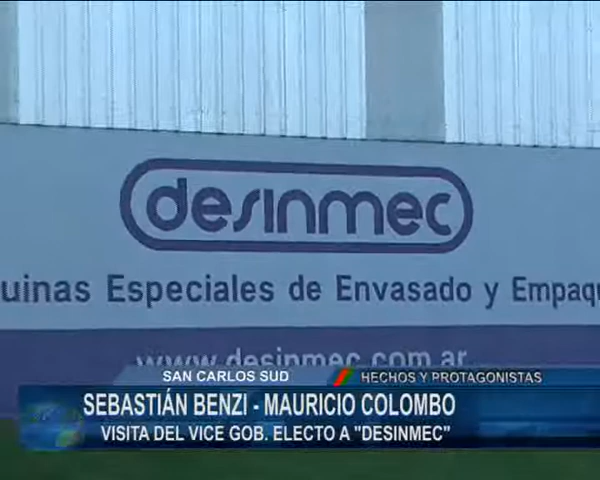 desinmec
uinas Especiales de Envasado y Empaqu
www.desinmec.com.ar
SAN CARLOS SUD
HECHOS Y PROTAGONISTAS
SEBASTIÁN BENZI - MAURICIO COLOMBO
VISITA DEL VICE GOB. ELECTO A "DESINMEC"